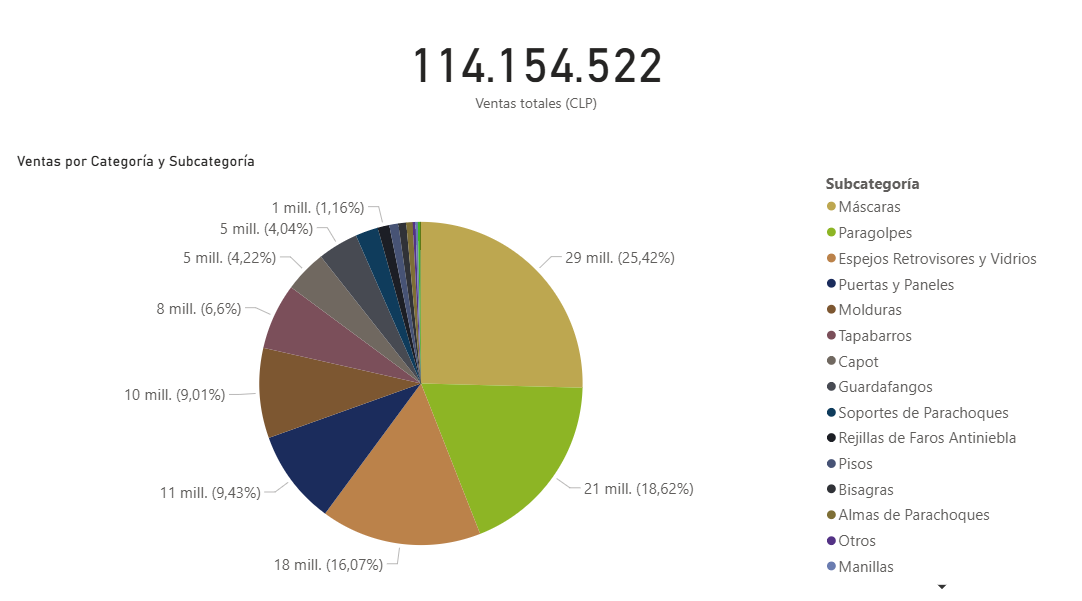 114.154.522
Ventas totales (CLP)
Ventas por Categoría y Subcategoría
1 mill. (1,16%)
5 mill. (4,04%)
5 mill. (4,22%)
8 mill. (6,6%)
10 mill. (9,01%)
11 mill. (9,43%)
18 mill. (16,07%)
29 mill. (25,42%)
21 mill. (18,62%)
Subcategoría
Máscaras
Paragolpes
Espejos Retrovisores y Vidrios
Puertas y Paneles
Molduras
Tapabarros
Capot
Guardafangos
Soportes de Parachoques
Rejillas de Faros Antiniebla
Pisos
Bisagras
Almas de Parachoques
Otros
Manillas